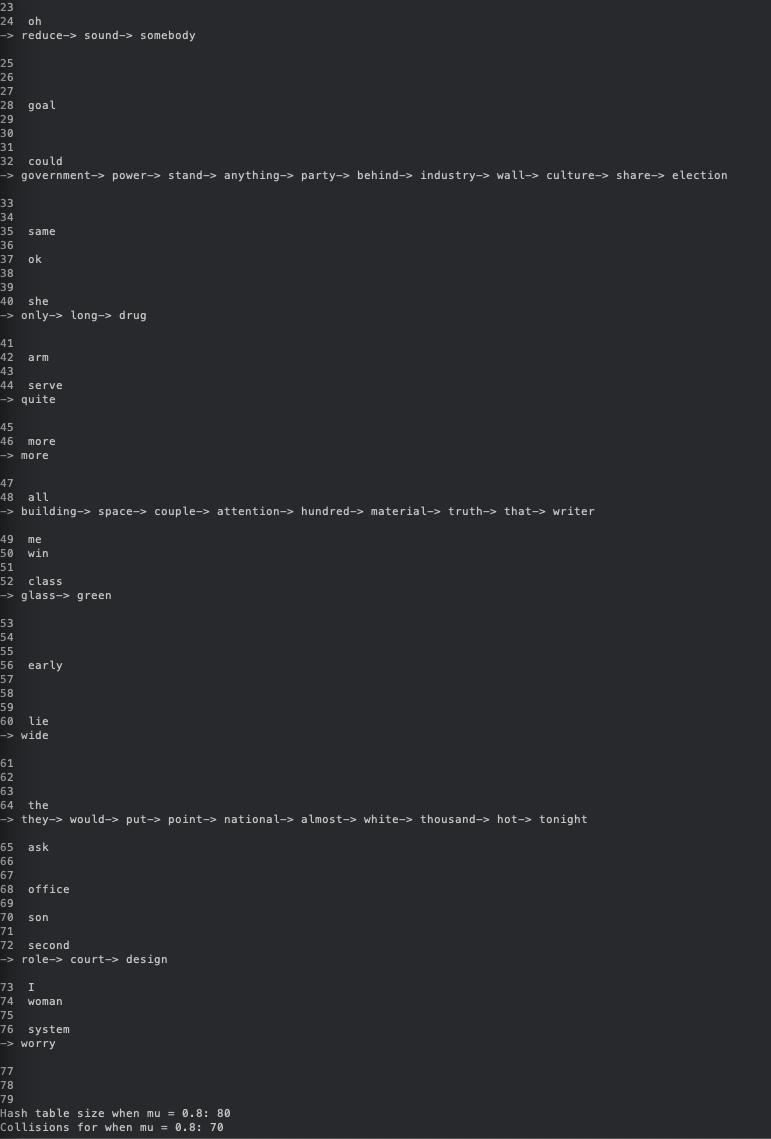 23
24  oh
-> reduce-> sound-> somebody
25
26
27
28  goal
29
30
31
32  could
-> government-> power-> stand-> anything-> party-> behind-> industry-> wall-> culture-> share-> election
33
34
35  same
36
37  ok
38
39
40  she
-> only-> long-> drug
41
42  arm
43
44  serve
-> quite
45
46  more
-> more
47
48  all
-> building-> space-> couple-> attention-> hundred-> material-> truth-> that-> writer
49  me
50  win
51
52  class
-> glass-> green
53
54
55
56  early
57
58
59
60  lie
-> wide
61
62
63
64  the
-> they-> would-> put-> point-> national-> almost-> white-> thousand-> hot-> tonight
65  ask
66
67
68  office
69
70  son
71
72  second
-> role-> court-> design
73  I
74  woman
75
76  system
-> worry
77
78
79
Hash table size when mu = 0.8: 80
Collisions for when mu = 0.8: 70